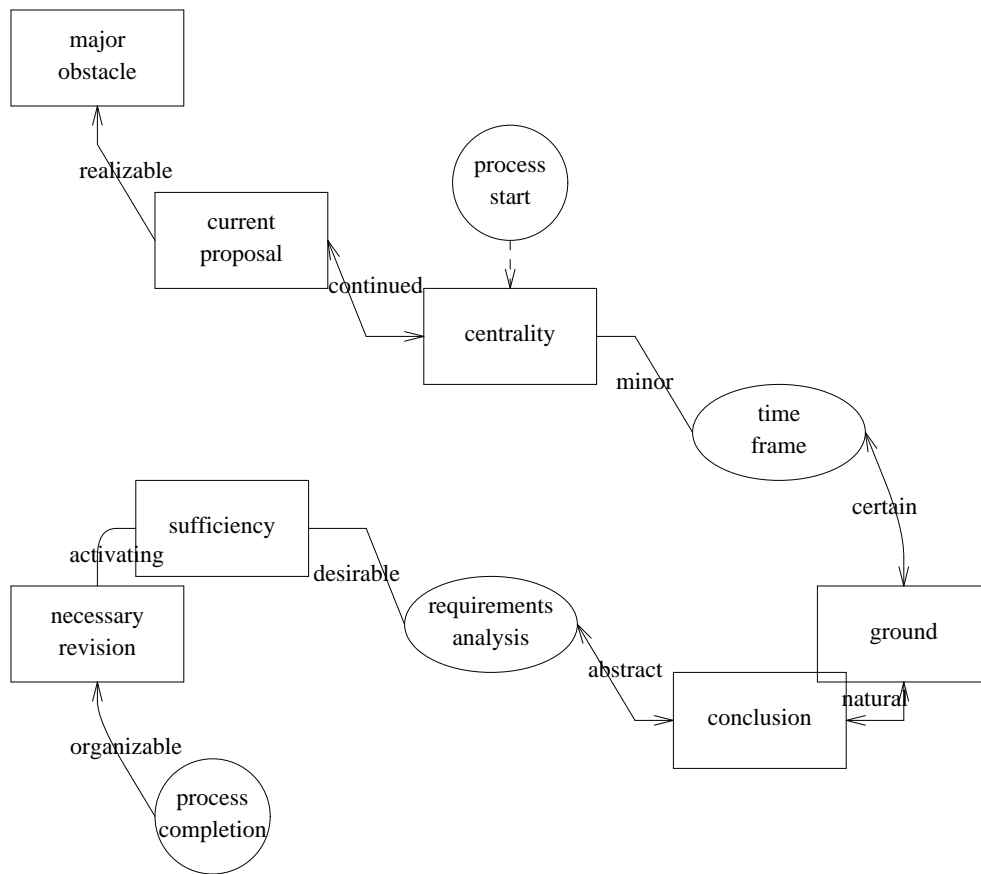 major
obstacle
process
start
realizable
current
proposal
continued
centrality
minor
time
frame
certain
sufficiency
activating
desirable
requirements
analysis
necessary
revision
ground
abstract
natural
conclusion
organizable
process
completion